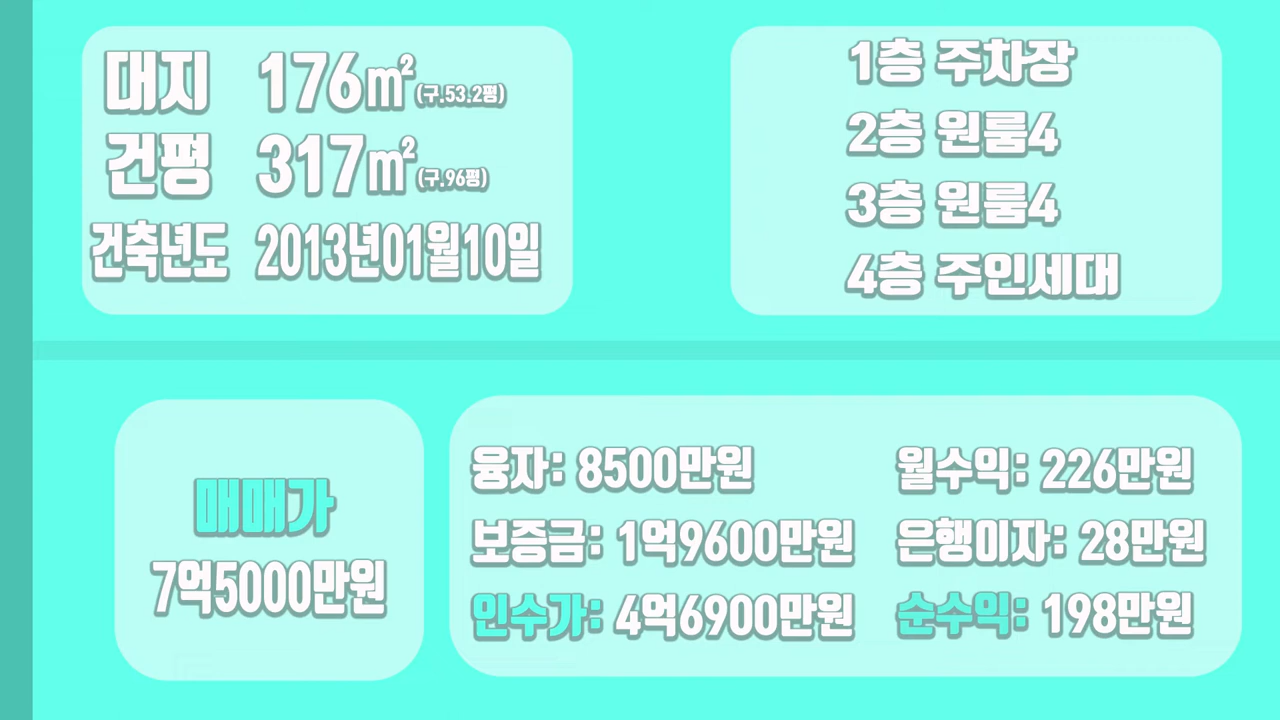 대지 176㎡(구.53.2평)
건평 317㎡(구.96평)
건축년도 2013년01월10일
1층 주차장
2층 원룸4
3층 원룸4
4층 주인세대
매매가
7억5000만원
융자: 8500만원
보증금: 1억9600만원
인수가: 4억6900만원
월수익: 226만원
은행이자: 28만원
순수익: 198만원